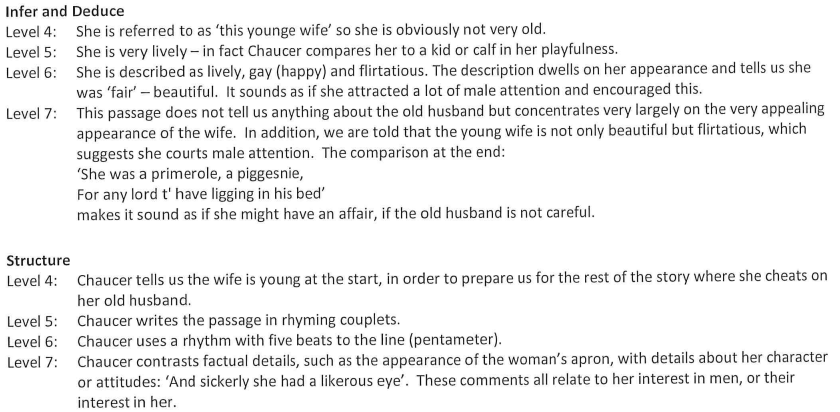 Infer and Deduce
Level 4: She is referred to as ‘this younge wife’ so she is obviously not very old.
Level 5: She is very lively – in fact Chaucer compares her to a kid or calf in her playfulness.
Level 6: She is described as lively, gay (happy) and flirtatious. The description dwells on her appearance and tells us she
was ‘fair’ – beautiful. It sounds as if she attracted a lot of male attention and encouraged this.
Level 7: This passage does not tell us anything about the old husband but concentrates very largely on the very appealing
appearance of the wife. In addition, we are told that the young wife is not only beautiful but flirtatious, which
suggests she courts male attention. The comparison at the end:
‘She was a primerole, a piggesnie,
For any lord t' have ligging in his bed’
makes it sound as if she might have an affair, if the old husband is not careful.
Structure
Level 4: Chaucer tells us the wife is young at the start, in order to prepare us for the rest of the story where she cheats on
her old husband.
Level 5: Chaucer writes the passage in rhyming couplets.
Level 6: Chaucer uses a rhythm with five beats to the line (pentameter).
Level 7: Chaucer contrasts factual details, such as the appearance of the woman’s apron, with details about her character
or attitudes: ‘And sickerly she had a likerous eye’. These comments all relate to her interest in men, or their
interest in her.